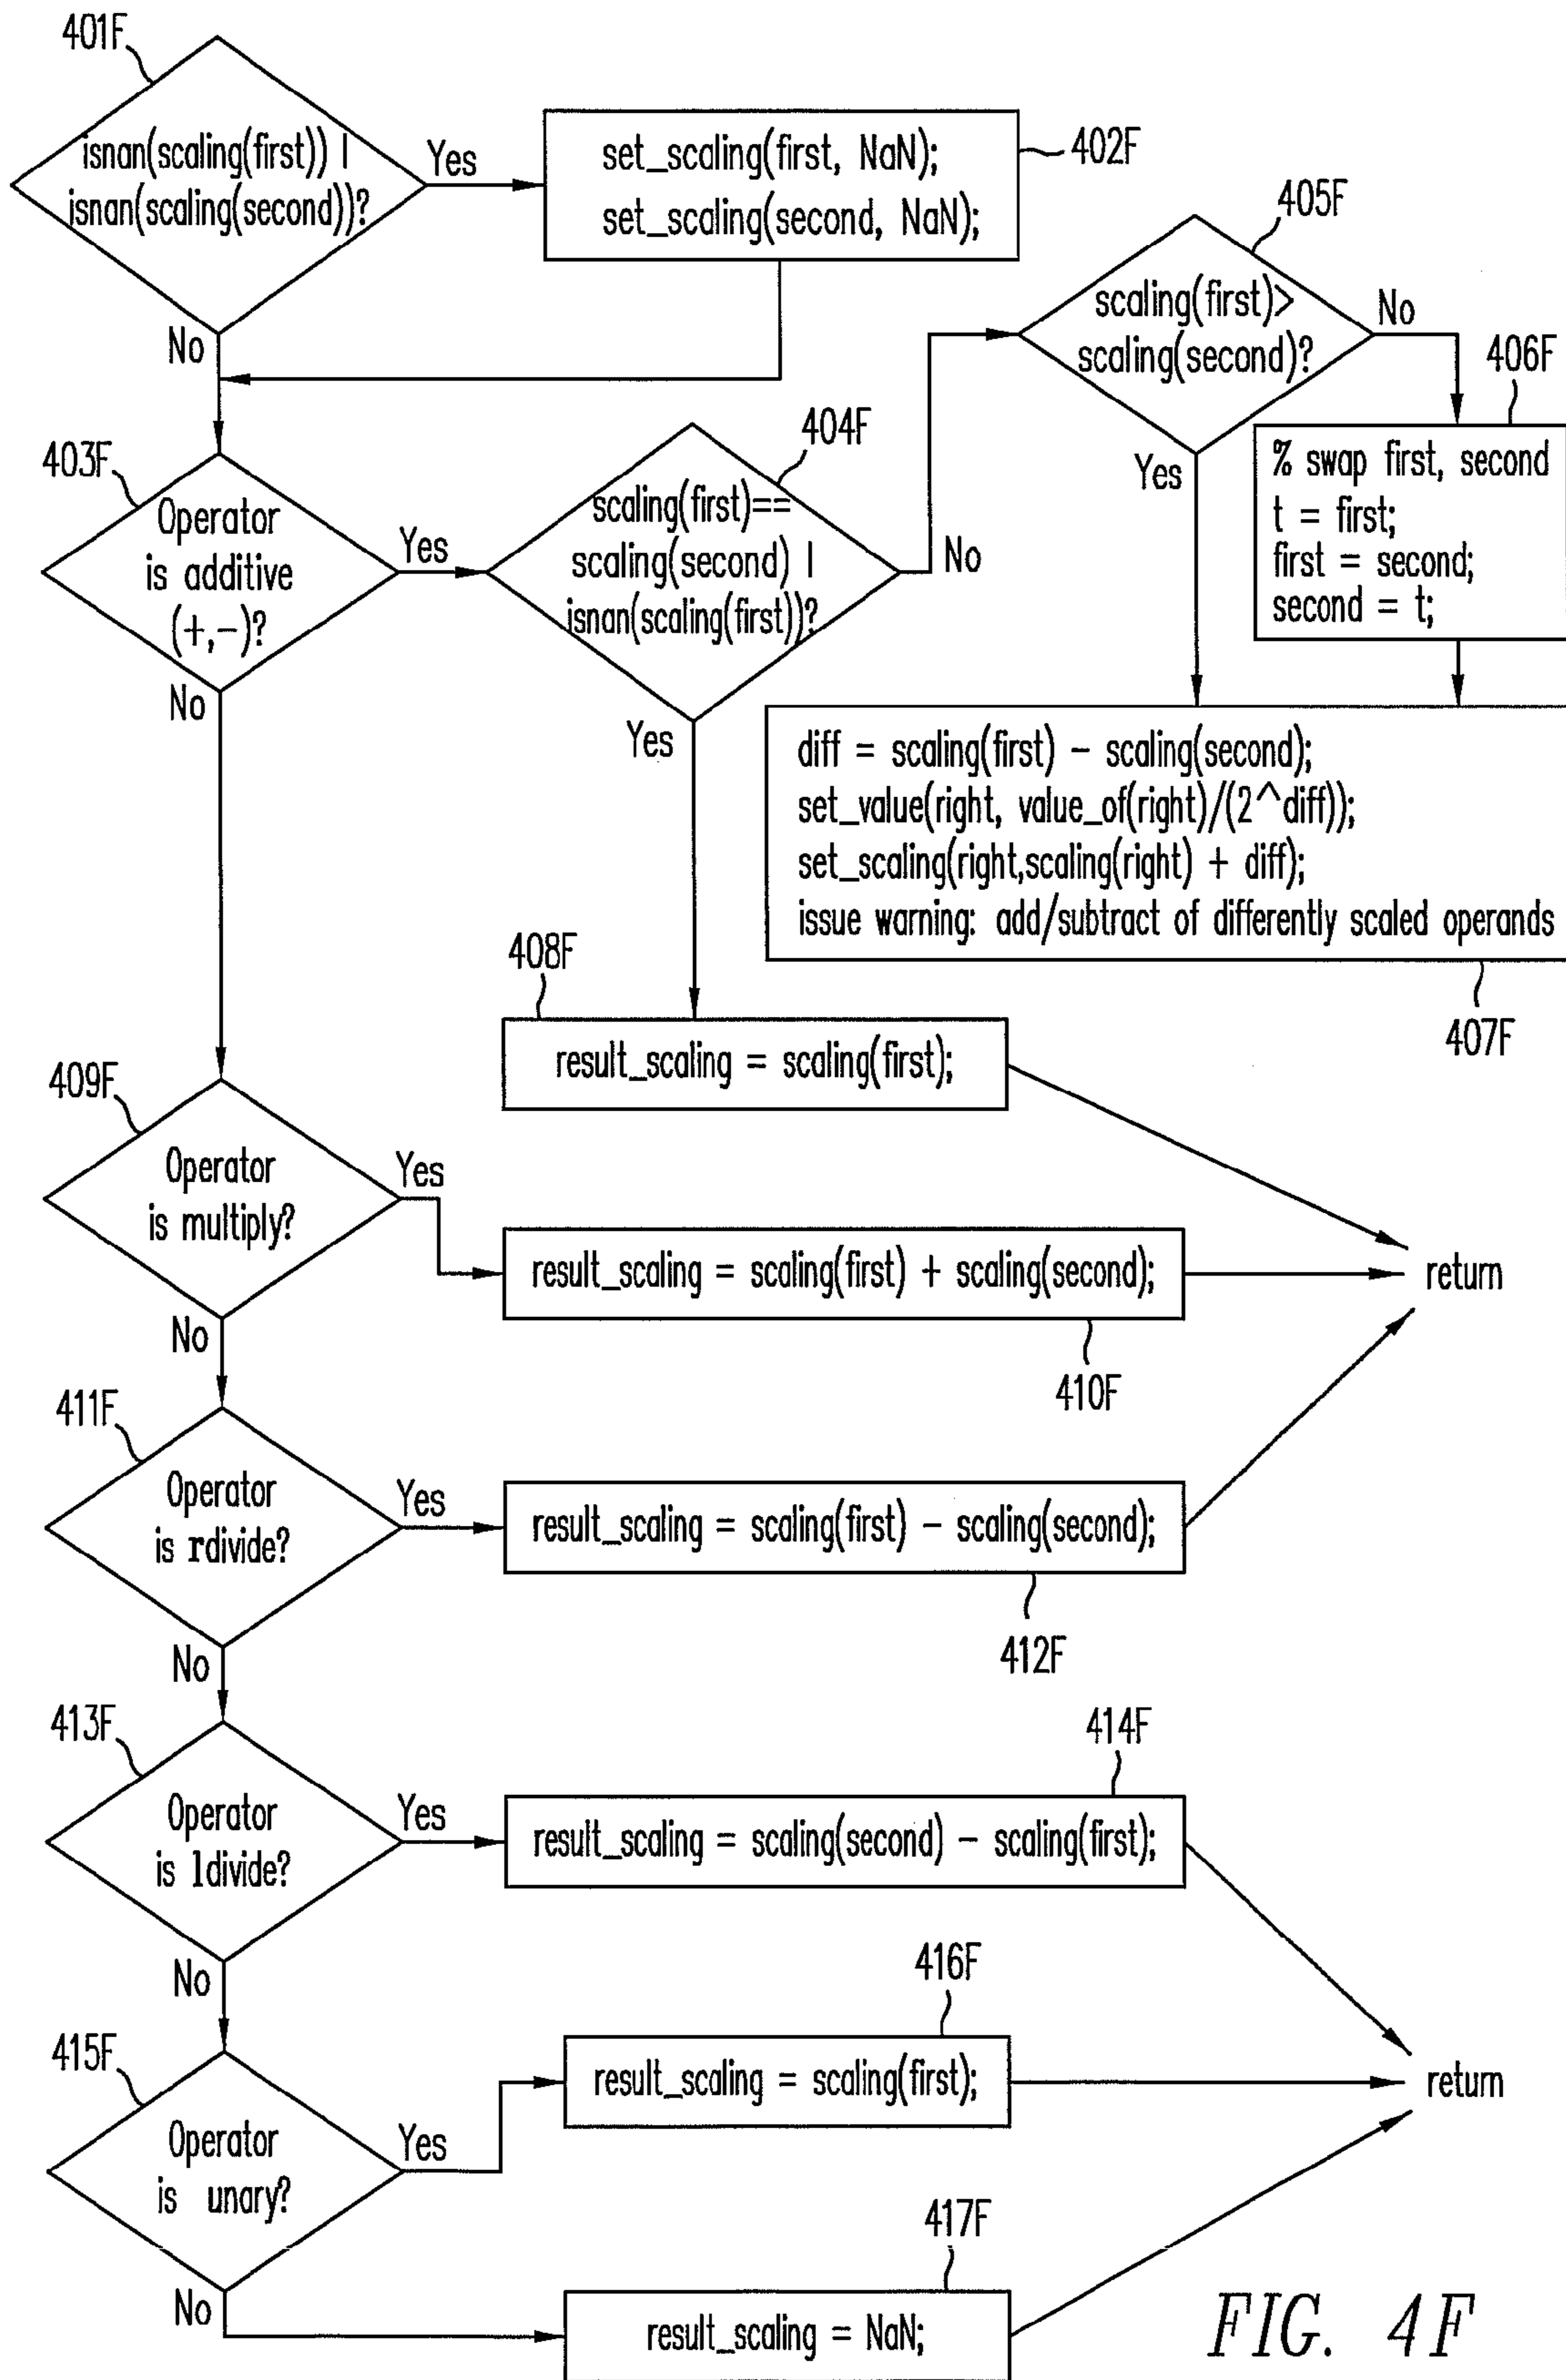 401F
isnan(scaling(first)) |
isnan(scaling(second))?
Yes
No
set_scaling(first, NaN);
set_scaling(second, NaN);
402F
403F
Operator
is additive
(+,-)?
Yes
No
404F
scaling(first)==
scaling(second) |
isnan(scaling(first))?
No
Yes
405F
scaling(first)>
scaling(second)?
No
Yes
406F
% swap first, second
t = first;
first = second;
second = t;
diff = scaling(first) - scaling(second);
set_value(right, value_of(right)/(2^diff));
set_scaling(right,scaling(right) + diff);
issue warning: add/subtract of differently scaled operands
407F
408F
result_scaling = scaling(first);
409F
Operator
is multiply?
Yes
No
result_scaling = scaling(first) + scaling(second);
410F
return
411F
Operator
is rdivide?
Yes
No
result_scaling = scaling(first) - scaling(second);
412F
413F
Operator
is ldivide?
Yes
No
414F
result_scaling = scaling(second) - scaling(first);
415F
Operator
is unary?
Yes
No
416F
result_scaling = scaling(first);
return
417F
result_scaling = NaN;
FIG. 4F